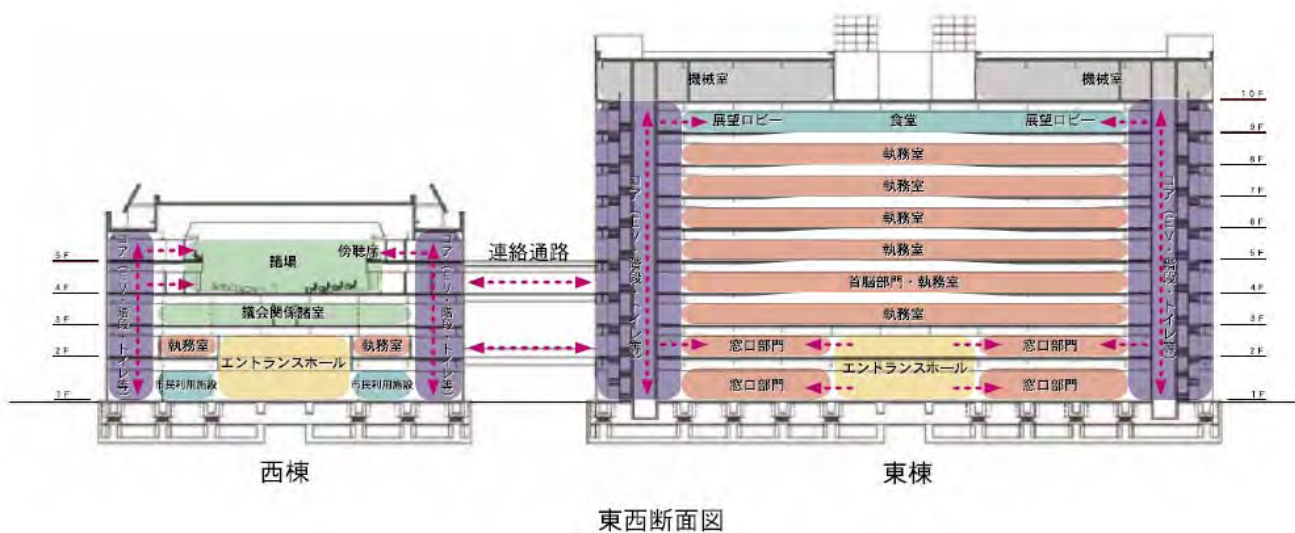 機械室
機械室
10F
展望ロビー
食堂
展望ロビー
9F
執務室
8F
執務室
7F
執務室
6F
執務室
5F
首脳部門・執務室
4F
執務室
3F
窓口部門
窓口部門
2F
エントランスホール
窓口部門
窓口部門
1F
コア(EV・階段・トイレ等)
コア(EV・階段・トイレ等)
連絡通路
5F
議場
傍聴席
4F
議会関係諸室
3F
執務室
執務室
2F
エントランスホール
市民利用施設
市民利用施設
1F
コア(EV・階段・トイレ等)
コア(EV・階段・トイレ等)
西棟
東棟
東西断面図